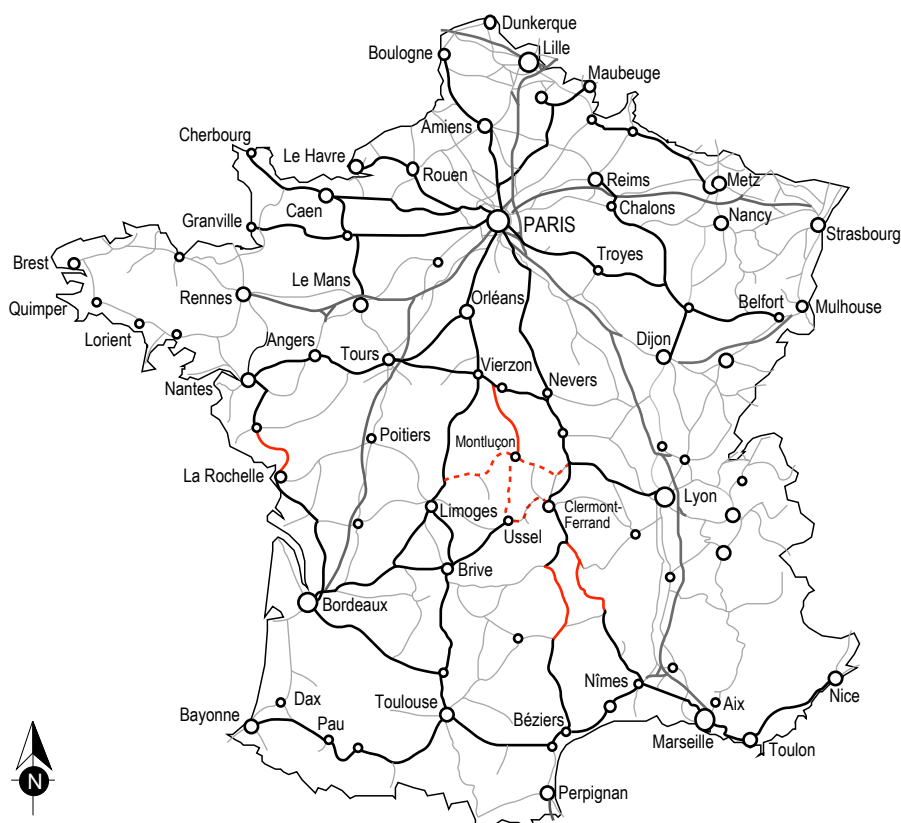 Dunkerque
Lille
Boulogne
Maubeuge
Amiens
Cherbourg
Le Havre
Rouen
Reims
Metz
Caen
Chalons
Nancy
Granville
PARIS
Strasbourg
Troyes
Brest
Rennes
Le Mans
Orléans
Belfort
Mulhouse
Quimper
Lorient
Angers
Tours
Dijon
Vierzon
Nevers
Nantes
Poitiers
Montluçon
La Rochelle
Lyon
Limoges
Clermont-
Ferrand
Ussel
Brive
Bordeaux
Nîmes
Nice
Dax
Aix
Toulouse
Bayonne
Pau
Béziers
Marseille
Toulon
N
Perpignan